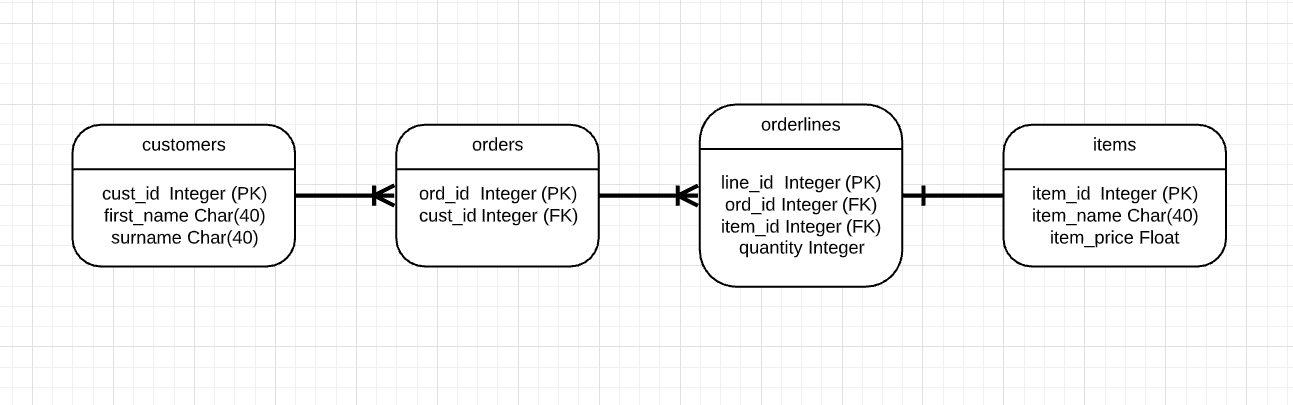 customers
cust_id Integer (PK)
first_name Char(40)
surname Char(40)
orders
ord_id Integer (PK)
cust_id Integer (FK)
orderlines
line_id Integer (PK)
ord_id Integer (FK)
item_id Integer (FK)
quantity Integer
items
item_id Integer (PK)
item_name Char(40)
item_price Float